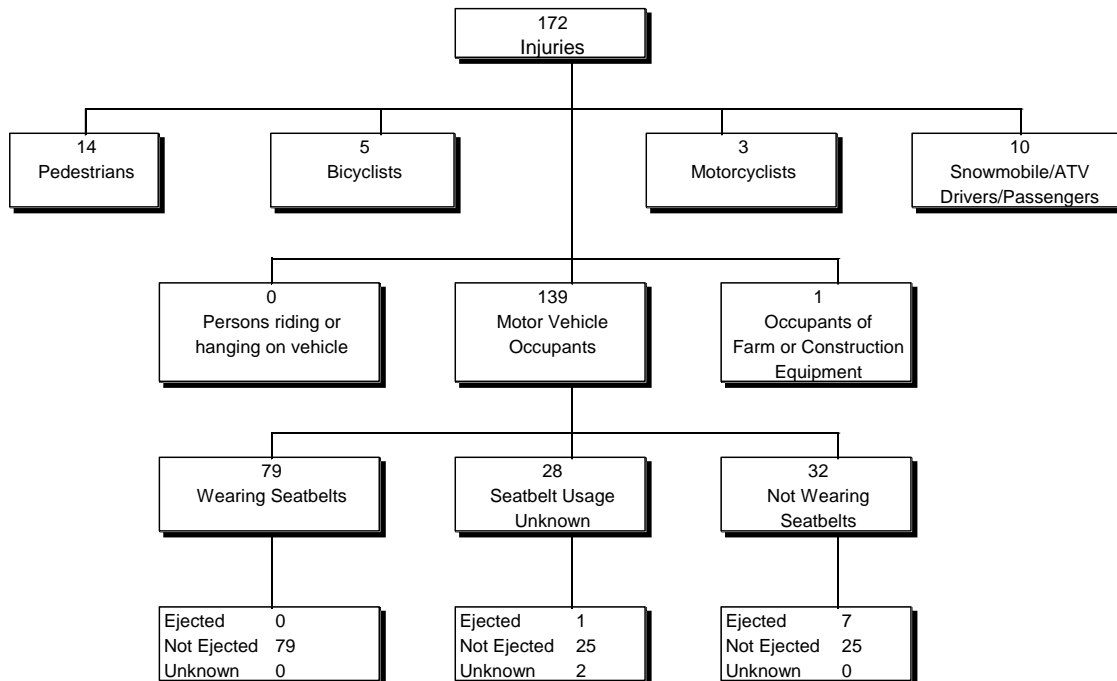 172
Injuries
14
Pedestrians
5
Bicyclists
3
Motorcyclists
10
Snowmobile/ATV
Drivers/Passengers
0
Persons riding or
hanging on vehicle
139
Motor Vehicle
Occupants
1
Occupants of
Farm or Construction
Equipment
79
Wearing Seatbelts
28
Seatbelt Usage
Unknown
32
Not Wearing
Seatbelts
Ejected 0
Not Ejected 79
Unknown 0
Ejected 1
Not Ejected 25
Unknown 2
Ejected 7
Not Ejected 25
Unknown 0